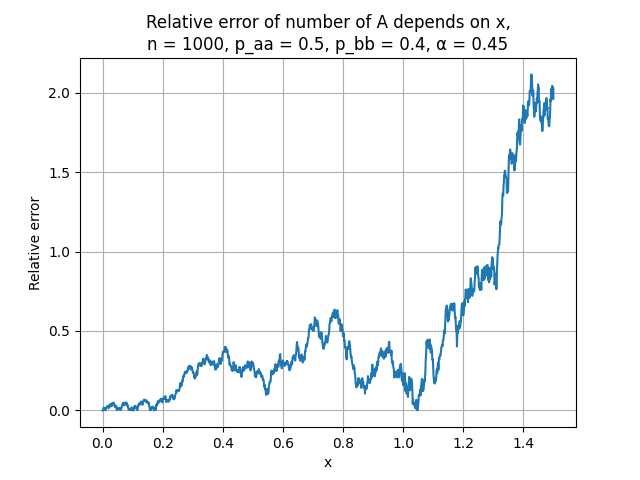 Relative error of number of A depends on x,
n = 1000, p_aa = 0.5, p_bb = 0.4, α = 0.45
2.0
1.5
1.0
0.5
0.0
Relative error
0.0 0.2 0.4 0.6 0.8 1.0 1.2 1.4
x